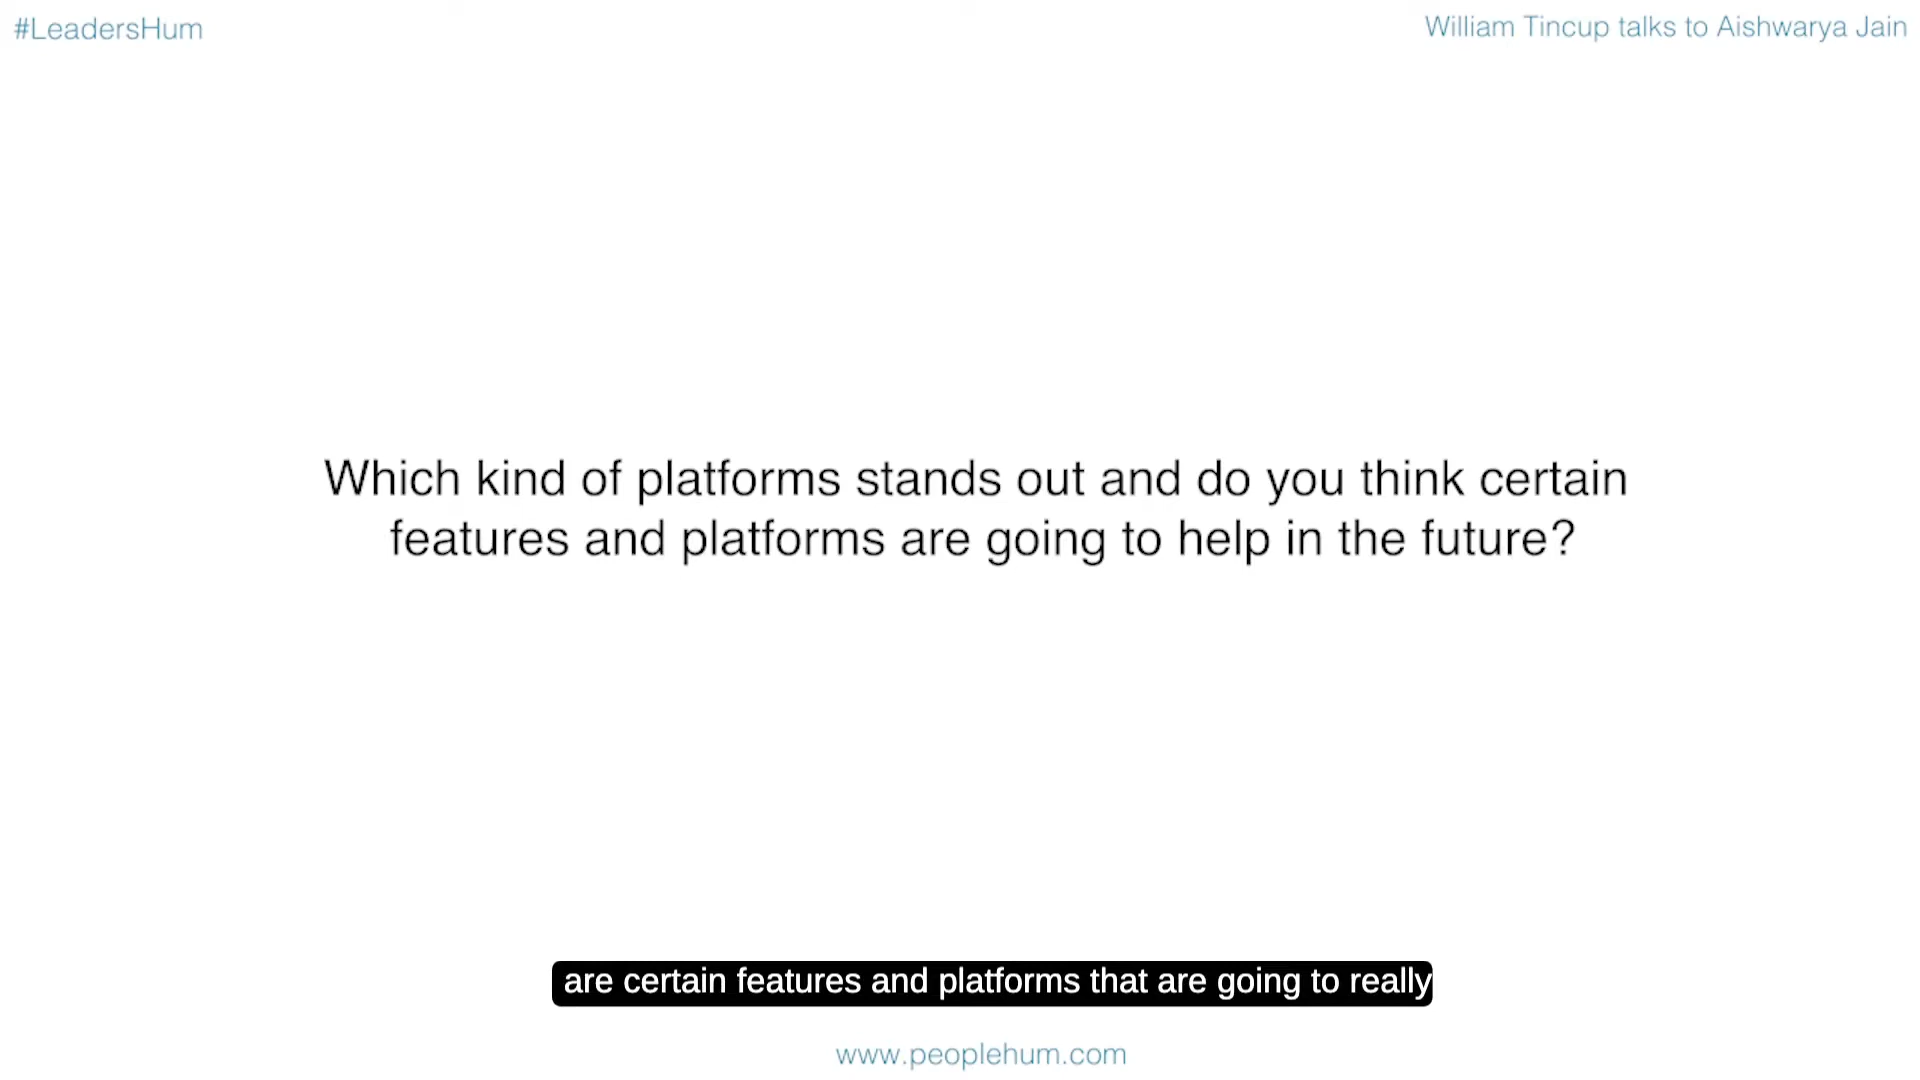 #LeadersHum
William Tincup talks to Aishwarya Jain
Which kind of platforms stands out and do you think certain
features and platforms are going to help in the future?
are certain features and platforms that are going to really
www.peoplehum.com